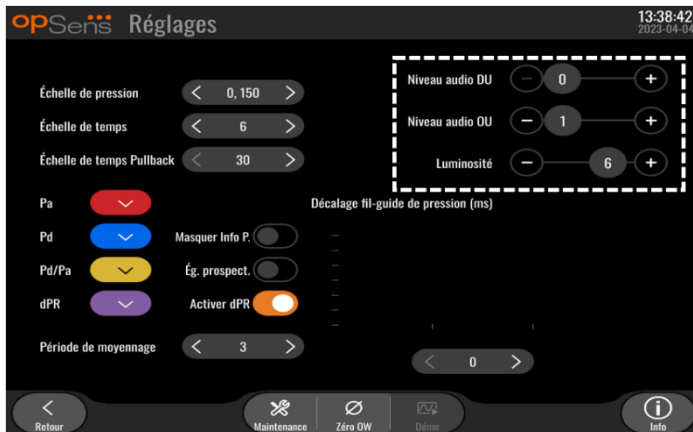 opSens Réglages
13:38:42
2023-04-04
Échelle de pression
0, 150
Échelle de temps
6
Échelle de temps Pullback
30
Niveau audio DU
0
Niveau audio OU
1
Luminosité
6
Pa
Décalage fil-guide de pression (ms)
Pd
Masquer Info P.
Pd/Pa
Ég. prospect.
dPR
Activer dPR
Période de moyennage
3
0
Retour
Maintenance
Zéro OW
Démo
Info